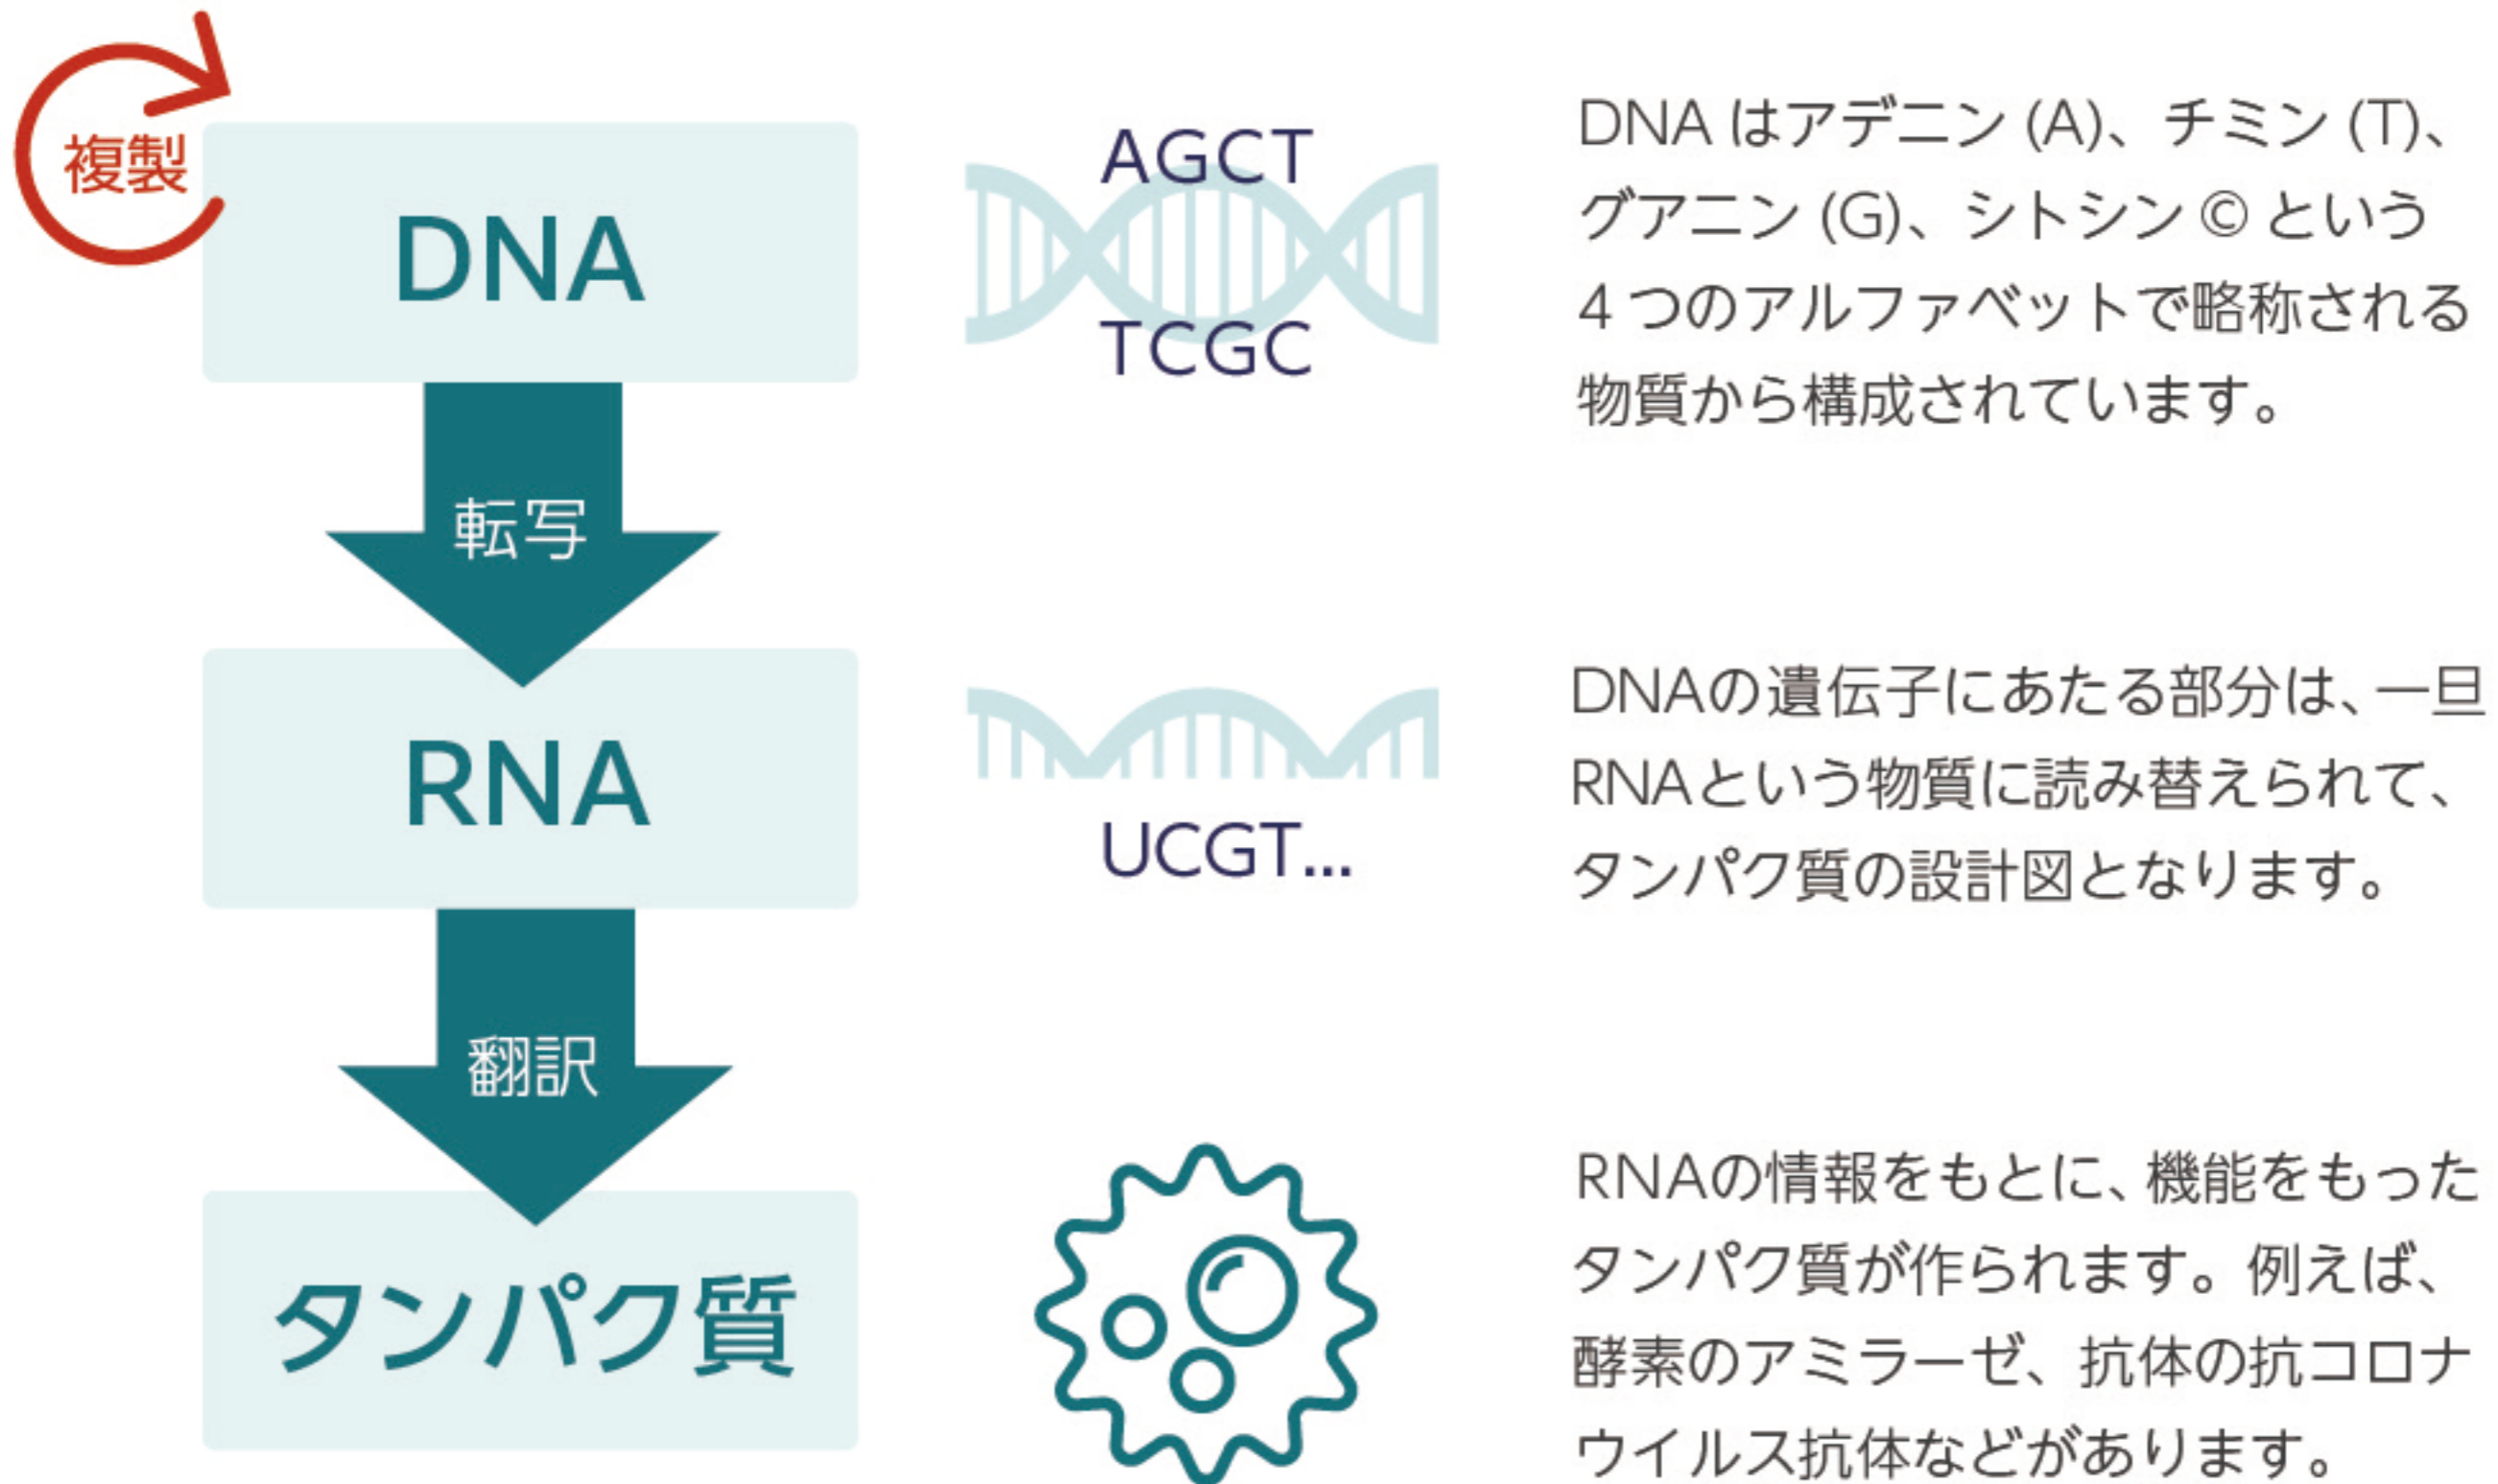 複製
DNA
AGCT
TCGC
DNA はアデニン (A)、チミン (T)、
グアニン (G)、シトシン © という
4 つのアルファベットで略称される
物質から構成されています。
転写
RNA
UCGT...
DNAの遺伝子にあたる部分は、一旦
RNAという物質に読み替えられて、
タンパク質の設計図となります。
翻訳
タンパク質
RNAの情報をもとに、機能をもった
タンパク質が作られます。例えば、
酵素のアミラーゼ、抗体の抗コロナ
ウイルス抗体などがあります。